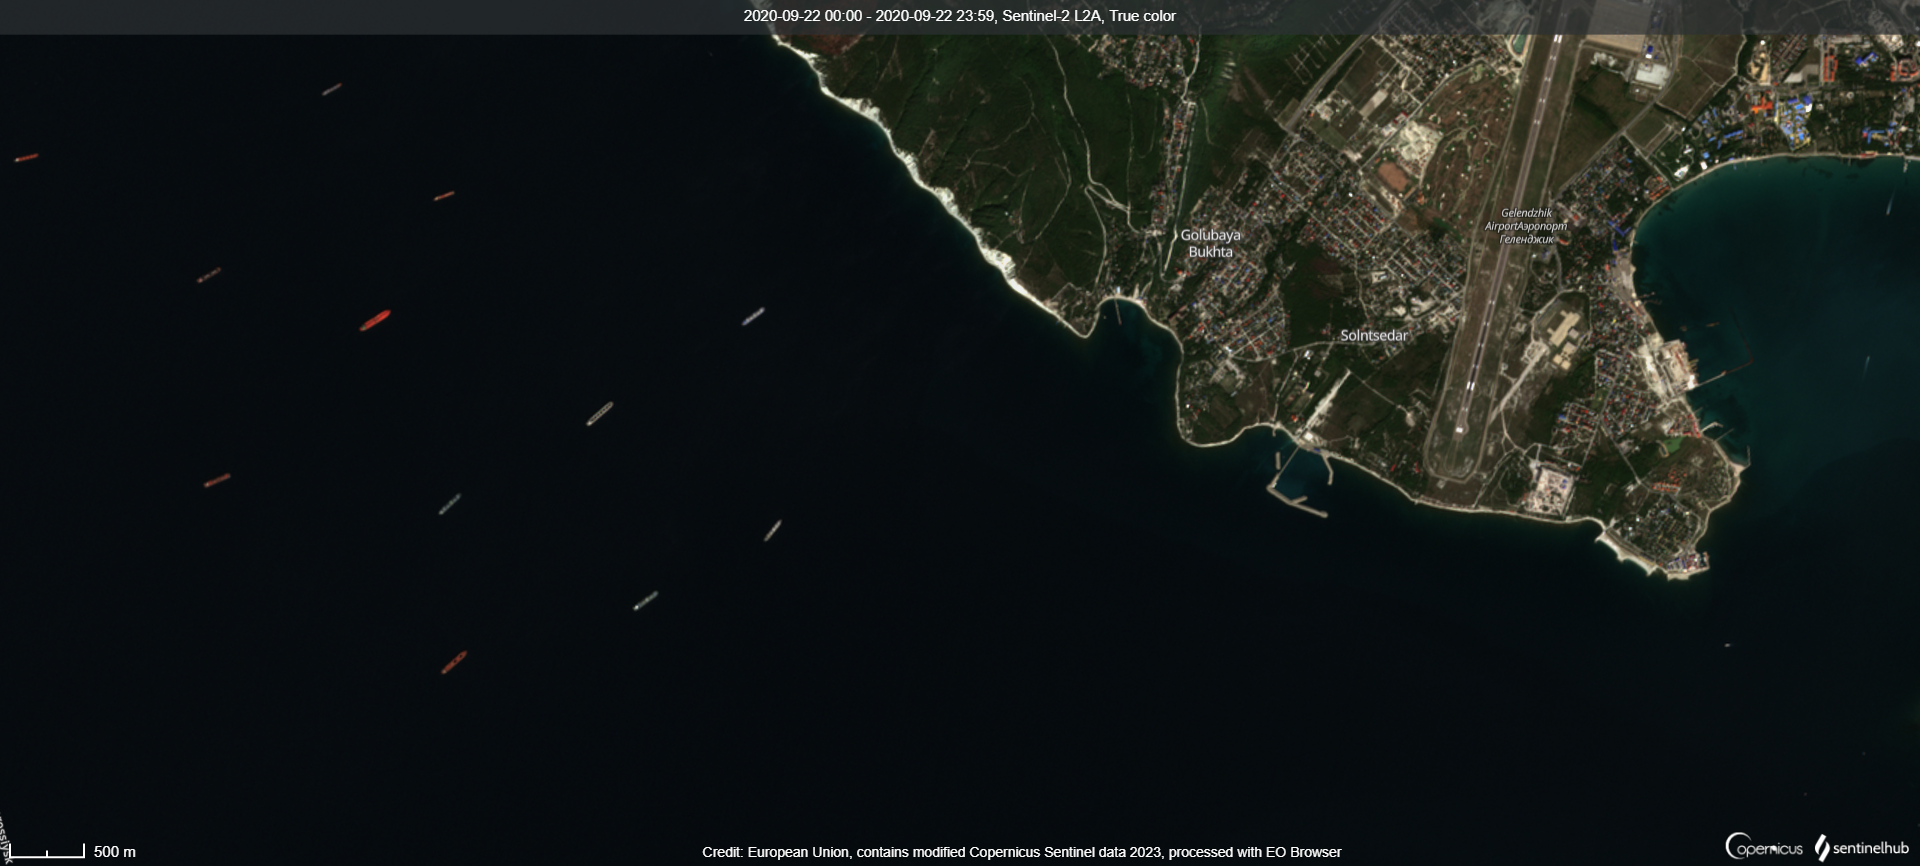 2020-09-22 00:00 - 2020-09-22 23:59, Sentinel-2 L2A, True color
Gelendzhik
AirportАэропорт
Геленджик
Golubaya
Bukhta
Solntsedar
500 m
Credit: European Union, contains modified Copernicus Sentinel data 2023, processed with EO Browser
Copernicus
sentinelhub